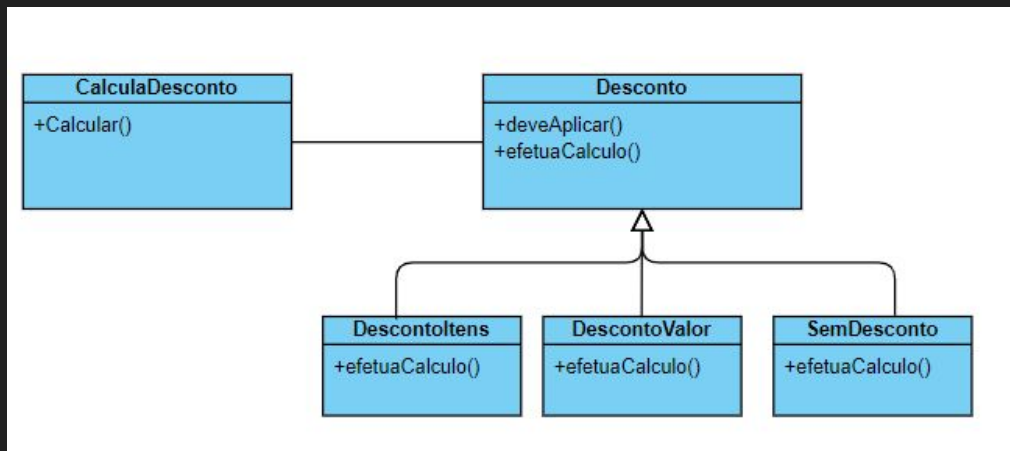 CalculaDesconto
+Calcular()
Desconto
+deveAplicar()
+efetuaCalculo()
DescontoItens
+efetuaCalculo()
DescontoValor
+efetuaCalculo()
SemDesconto
+efetuaCalculo()